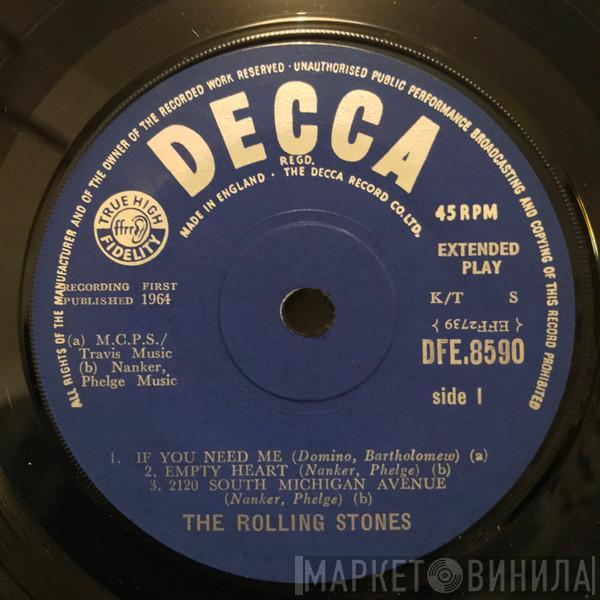 ALL RIGHTS OF THE MANUFACTURER AND OF THE OWNER OF THE RECORDED WORK RESERVED · UNAUTHORISED PUBLIC PERFORMANCE BROADCASTING AND COPYING OF THIS RECORD PROHIBITED
DECCA
REGD.
MADE IN ENGLAND · THE DECCA RECORD CO. LTD.
TRUE HIGH
ffrr
FIDELITY
45 RPM
EXTENDED
PLAY
RECORDING FIRST
PUBLISHED 1964
K/T S
{ EFF2739 }
(a) M.C.P.S./
Travis Music
(b) Nanker,
Phelge Music
DFE.8590
side 1
1. IF YOU NEED ME (Domino, Bartholomew) (a)
2. EMPTY HEART (Nanker, Phelge) (b)
3. 2120 SOUTH MICHIGAN AVENUE
(Nanker, Phelge) (b)
THE ROLLING STONES
МАРКЕТ ВИНИЛА